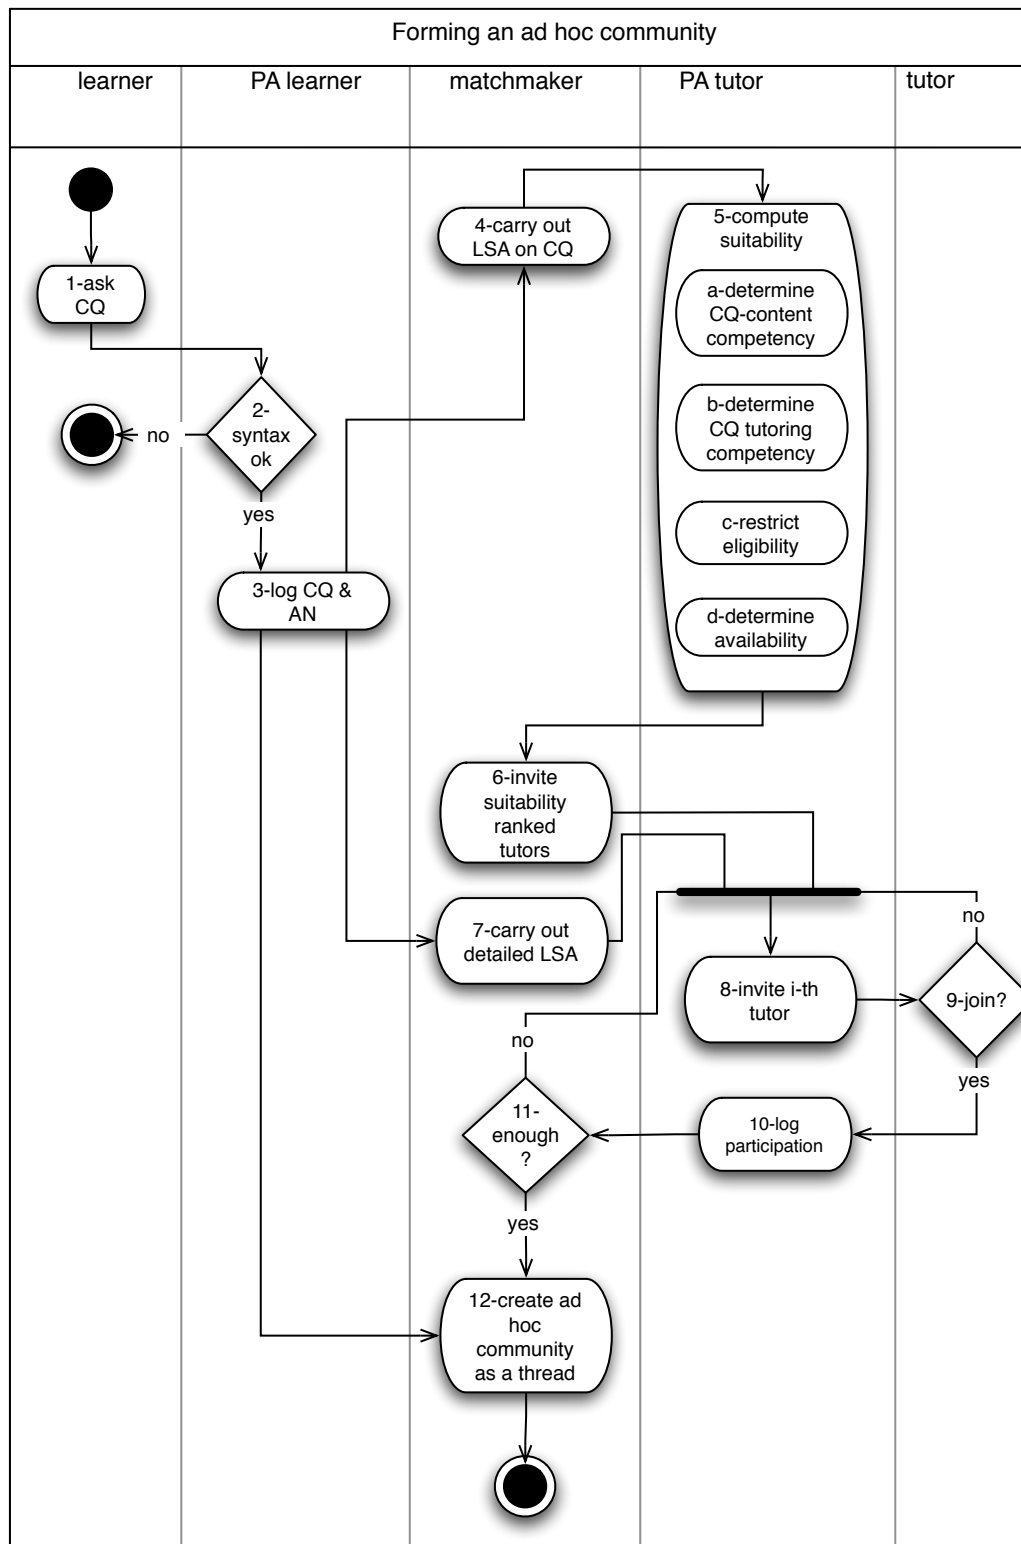 Forming an ad hoc community
learner
PA learner
matchmaker
PA tutor
tutor
1-ask
CQ
2-
syntax
ok
no
yes
3-log CQ &
AN
4-carry out
LSA on CQ
5-compute
suitability
a-determine
CQ-content
competency
b-determine
CQ tutoring
competency
c-restrict
eligibility
d-determine
availability
6-invite
suitability
ranked
tutors
7-carry out
detailed LSA
8-invite i-th
tutor
no
9-join?
yes
10-log
participation
no
11-
enough
?
yes
12-create ad
hoc
community
as a thread